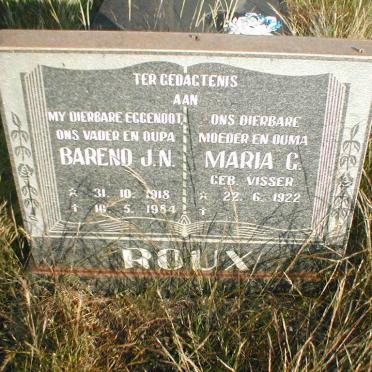 TER GEDAGTENIS
AAN
MY DIERBARE EGGENOOT,
ONS VADER EN OUPA
BAREND J.N.
* 31. 10. 1918
† 10. 5. 1984
ONS DIERBARE
MOEDER EN OUMA
MARIA C.
GEB. VISSER
* 22. 6. 1922
†
ROUX